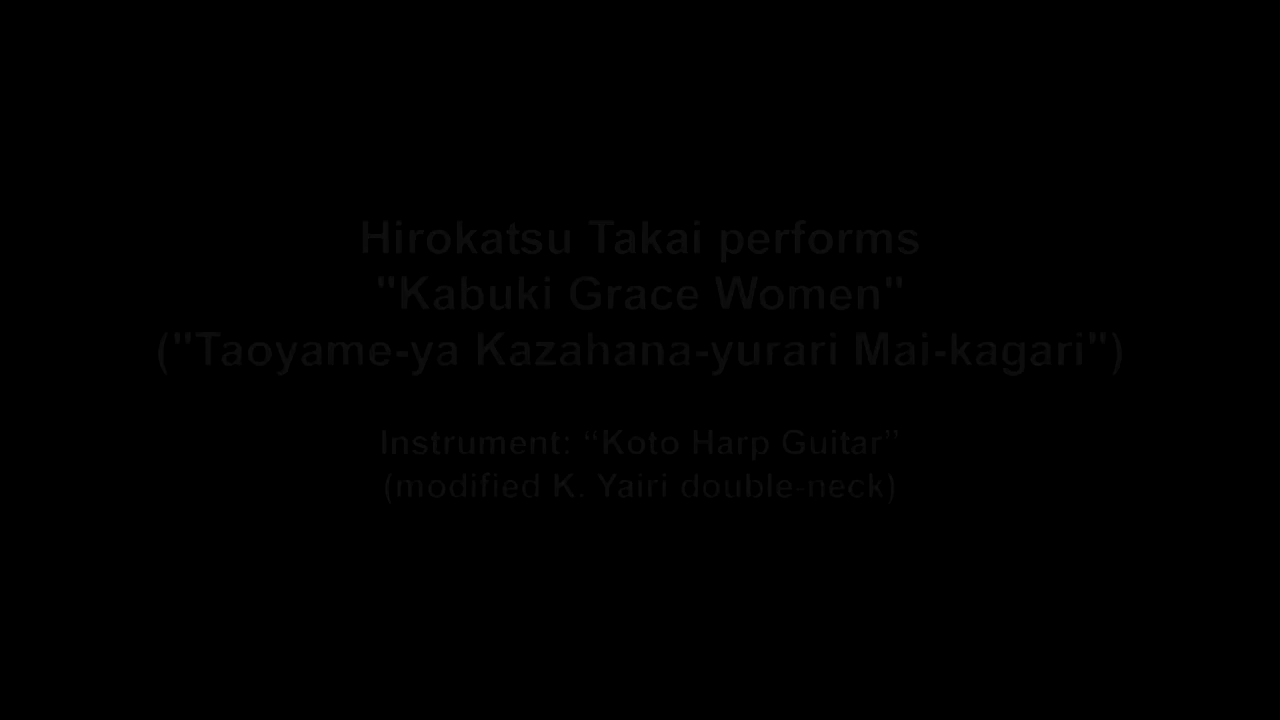 Hirokatsu Takai performs
"Kabuki Grace Women"
("Taoyame-ya Kazahana-yurari Mai-kagari")
Instrument: “Koto Harp Guitar”
(modified K. Yairi double-neck)